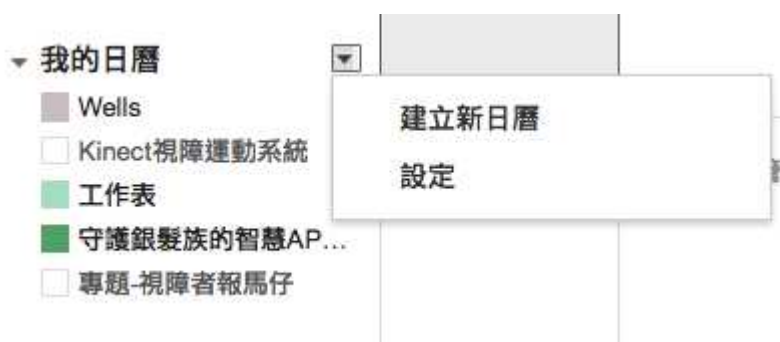 我的日曆
Wells
Kinect視障運動系統
工作表
守護銀髮族的智慧AP...
專題-視障者報馬仔
建立新日曆
設定